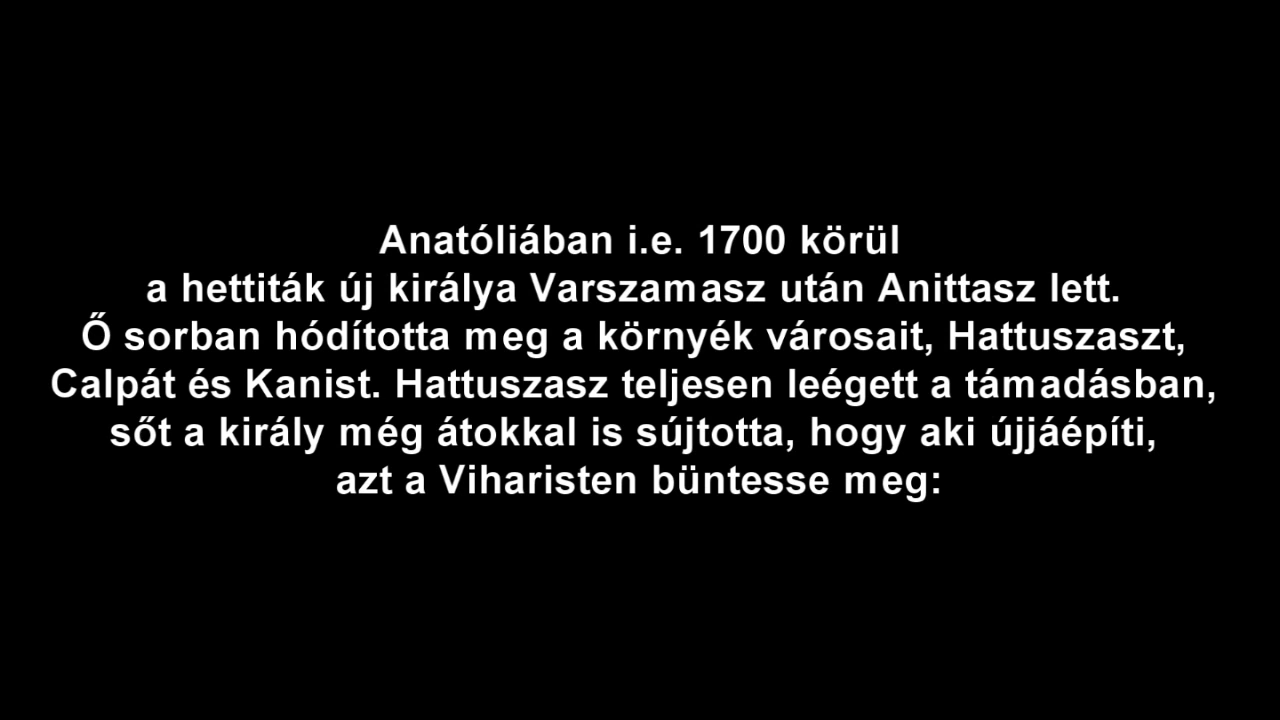 Anatóliában i.e. 1700 körül
a hettiták új királya Varszamasz után Anittasz lett.
Ő sorban hódította meg a környék városait, Hattuszaszt,
Calpát és Kanist. Hattuszasz teljesen leégett a támadásban,
sőt a király még átokkal is sújtotta, hogy aki újjáépíti,
azt a Viharisten büntesse meg: